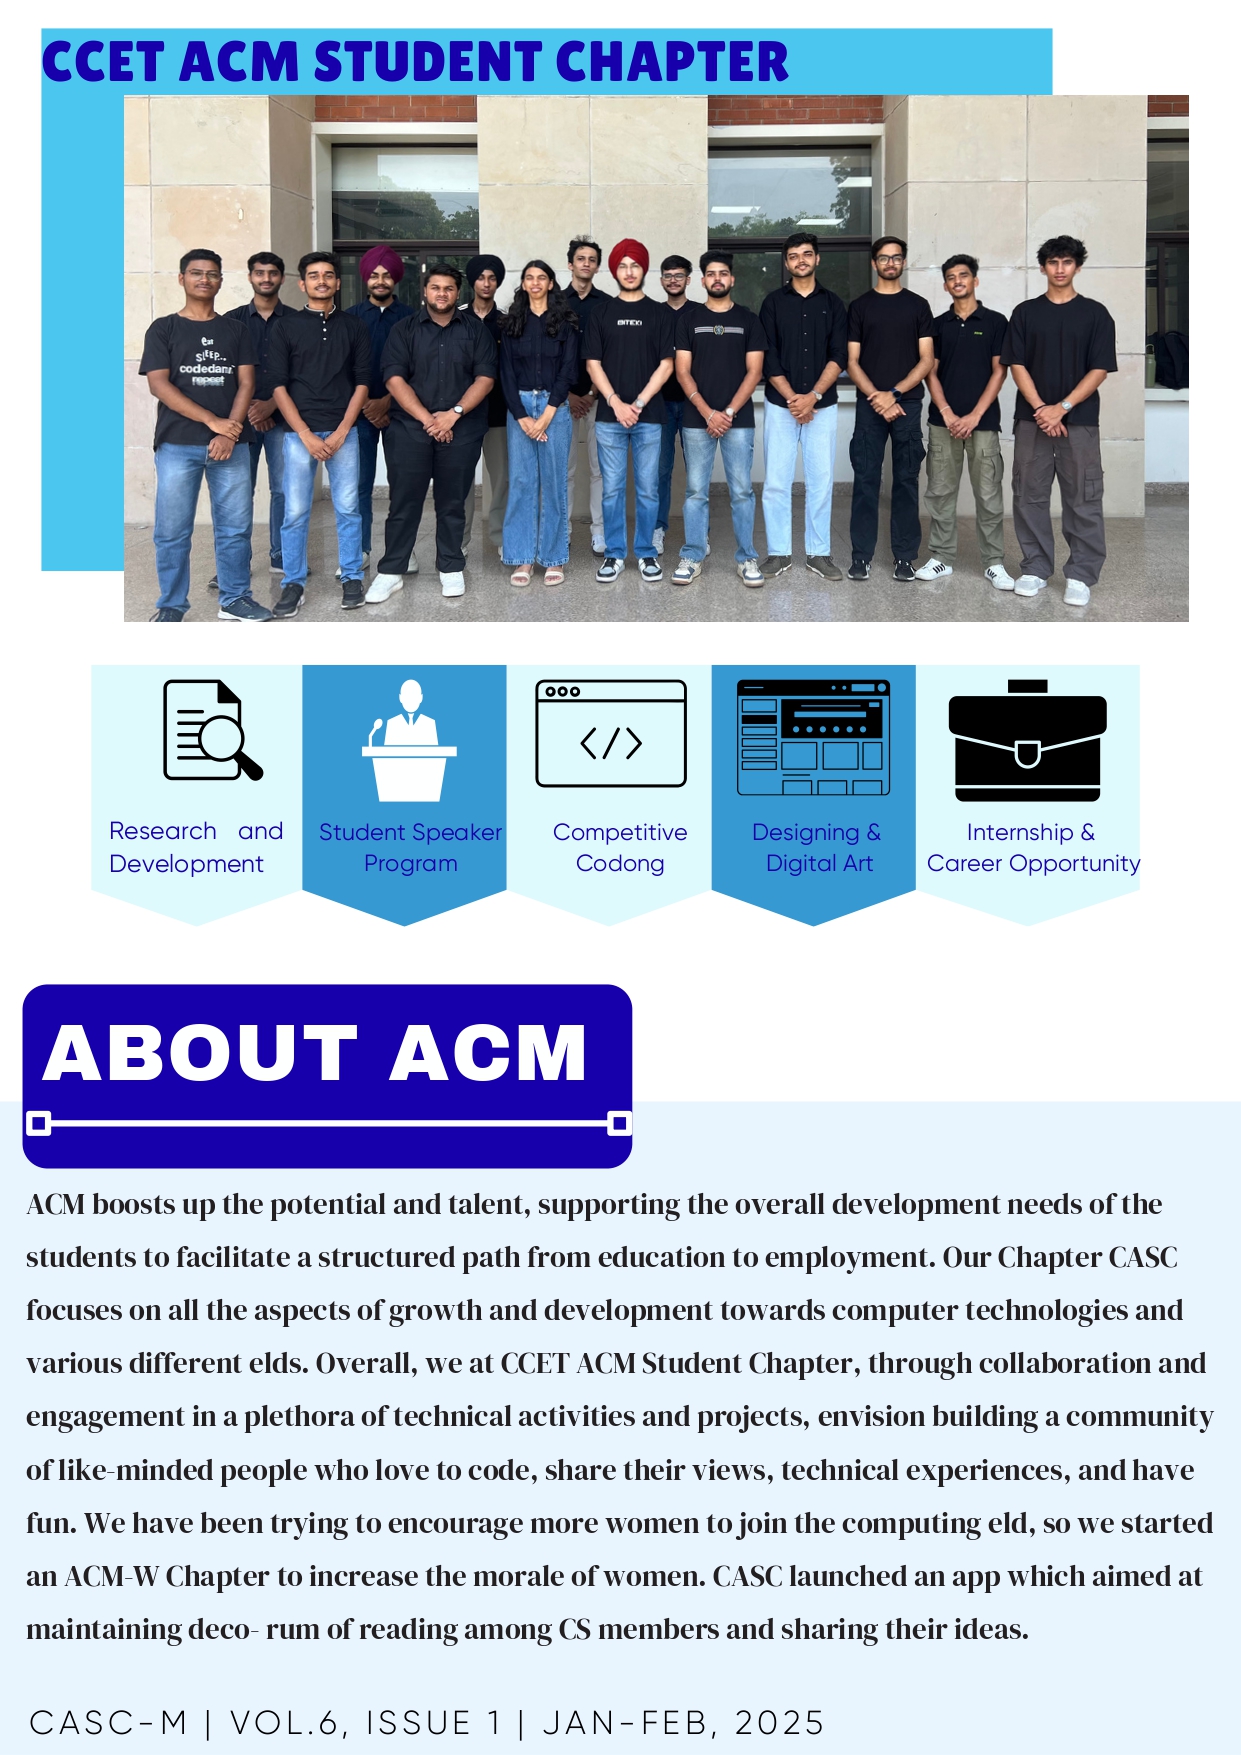 CCET ACM STUDENT CHAPTER
Eat
SLEEP...
codedamn
repeat
Research and
Development
Student Speaker
Program
Competitive
Codong
Designing &
Digital Art
Internship &
Career Opportunity
ABOUT ACM
ACM boosts up the potential and talent, supporting the overall development needs of the
students to facilitate a structured path from education to employment. Our Chapter CASC
focuses on all the aspects of growth and development towards computer technologies and
various different elds. Overall, we at CCET ACM Student Chapter, through collaboration and
engagement in a plethora of technical activities and projects, envision building a community
of like-minded people who love to code, share their views, technical experiences, and have
fun. We have been trying to encourage more women to join the computing eld, so we started
an ACM-W Chapter to increase the morale of women. CASC launched an app which aimed at
maintaining deco- rum of reading among CS members and sharing their ideas.
CASC-M | VOL.6, ISSUE 1 | JAN-FEB, 2025